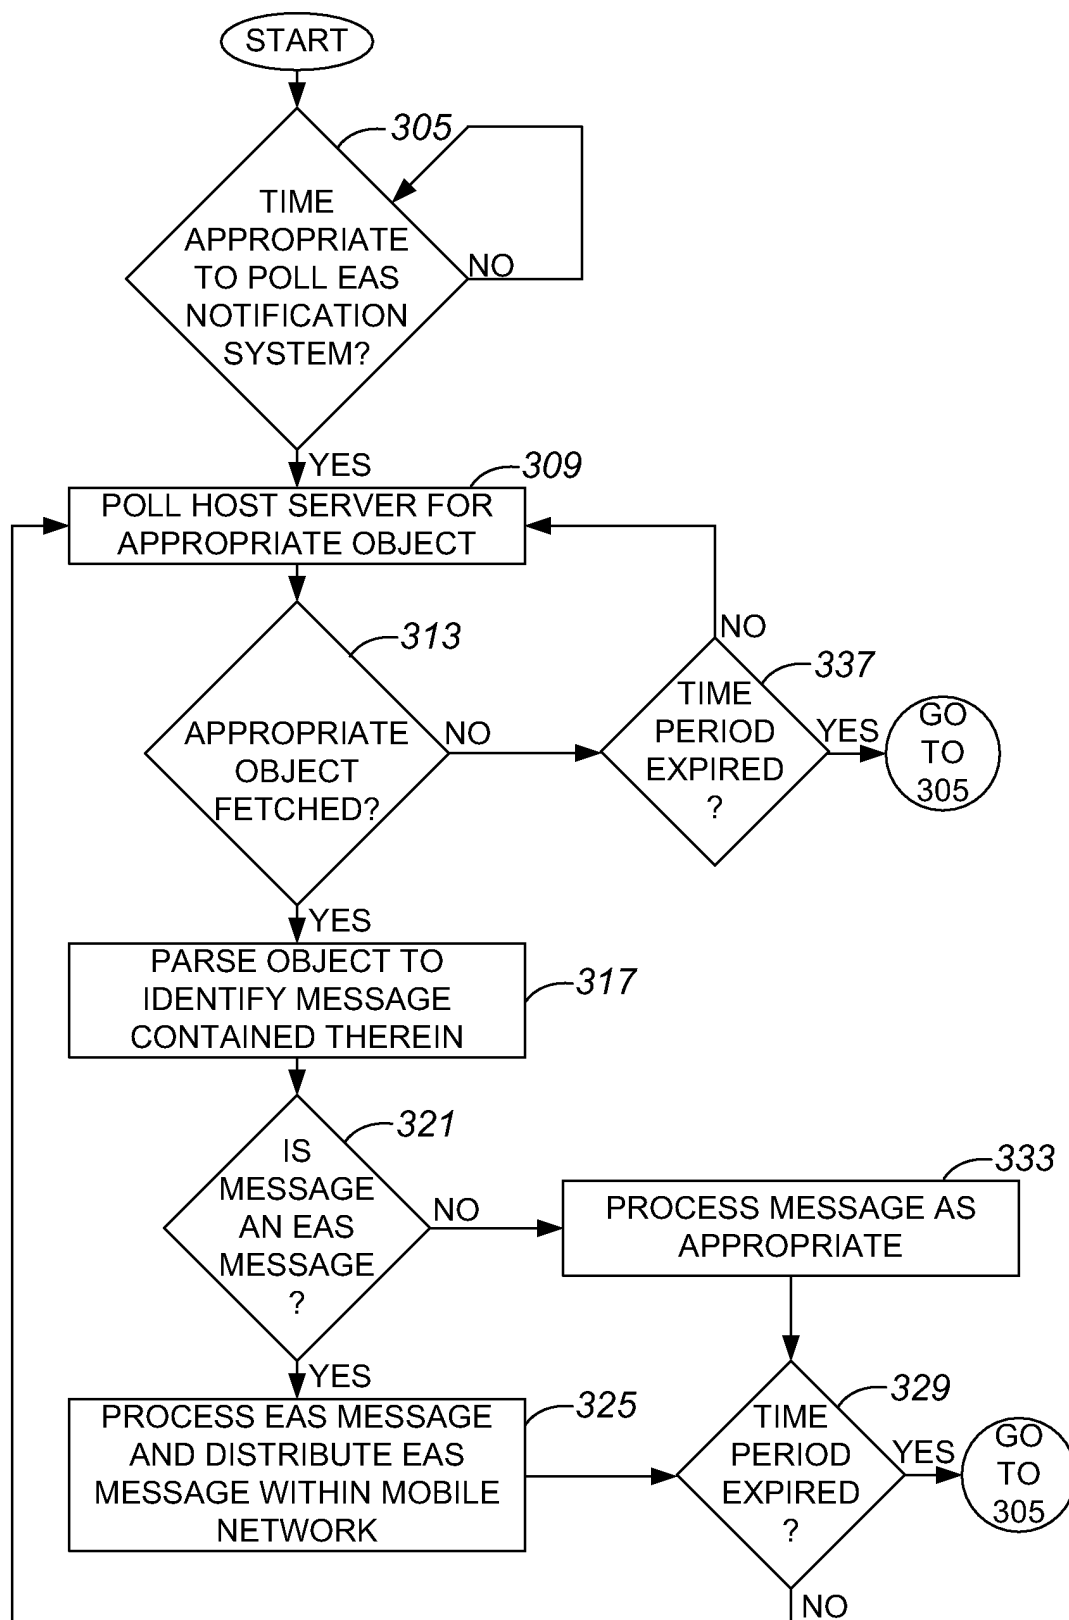 START
305
TIME
APPROPRIATE
TO POLL EAS
NOTIFICATION
SYSTEM?
NO
YES
309
POLL HOST SERVER FOR
APPROPRIATE OBJECT
313
APPROPRIATE
OBJECT
FETCHED?
NO
NO
337
TIME
PERIOD
EXPIRED
?
YES
GO
TO
305
YES
PARSE OBJECT TO
IDENTIFY MESSAGE
CONTAINED THEREIN
317
321
IS
MESSAGE
AN EAS
MESSAGE
?
NO
333
PROCESS MESSAGE AS
APPROPRIATE
YES
PROCESS EAS MESSAGE
AND DISTRIBUTE EAS
MESSAGE WITHIN MOBILE
NETWORK
325
329
TIME
PERIOD
EXPIRED
?
YES
GO
TO
305
NO